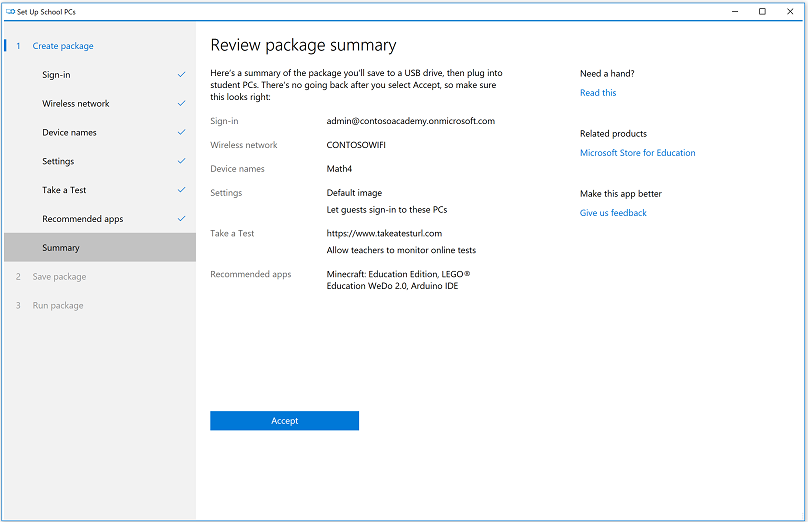 Set Up School PCs
1 Create package
Sign-in
Wireless network
Device names
Settings
Take a Test
Recommended apps
Summary
2 Save package
3 Run package
Review package summary
Here's a summary of the package you'll save to a USB drive, then plug into
student PCs. There's no going back after you select Accept, so make sure
this looks right:
Sign-in admin@contosoacademy.onmicrosoft.com
Wireless network CONTOSOWIFI
Device names Math4
Settings Default image
Let guests sign-in to these PCs
Take a Test https://www.takeatesturl.com
Allow teachers to monitor online tests
Recommended apps Minecraft: Education Edition, LEGO®
Education WeDo 2.0, Arduino IDE
Accept
Need a hand?
Read this
Related products
Microsoft Store for Education
Make this app better
Give us feedback